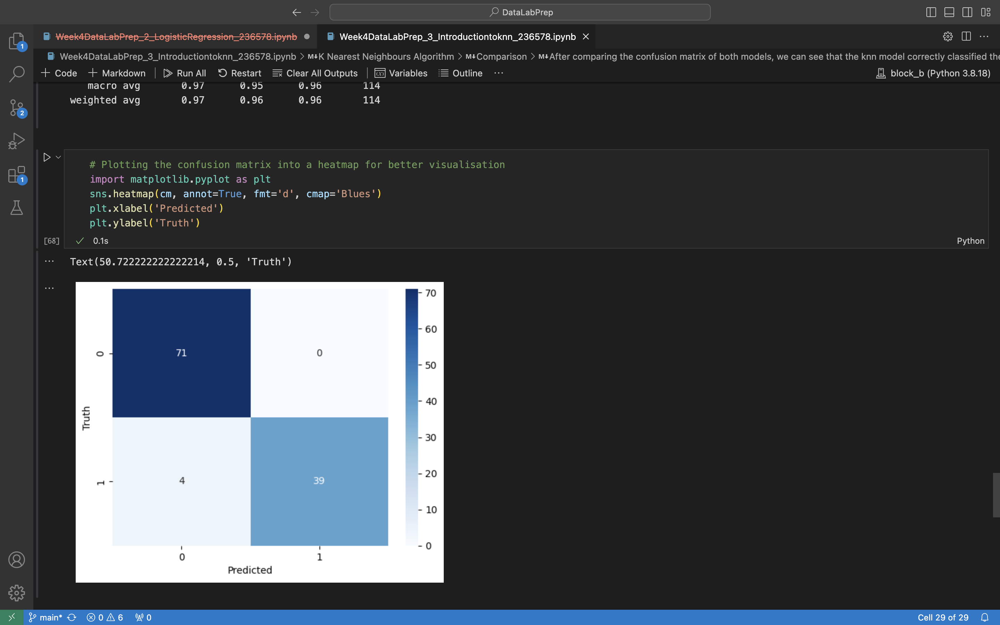 DataLabPrep
Week4DataLabPrep_2_LogisticRegression_236578.ipynb
Week4DataLabPrep_3_Introductiontoknn_236578.ipynb
Week4DataLabPrep_3_Introductiontoknn_236578.ipynb > M↓K Nearest Neighbours Algorithm > M↓Comparison > M↓After comparing the confusion matrix of both models, we can see that the knn model correctly classified the
+ Code + Markdown | Run All Restart Clear All Outputs | Variables Outline ...
block_b (Python 3.8.18)
1
2
1
macro avg 0.97 0.95 0.96 114
weighted avg 0.97 0.96 0.96 114
# Plotting the confusion matrix into a heatmap for better visualisation
import matplotlib.pyplot as plt
sns.heatmap(cm, annot=True, fmt='d', cmap='Blues')
plt.xlabel('Predicted')
plt.ylabel('Truth')
[68] 0.1s Python
Text(50.722222222222214, 0.5, 'Truth')
70
60
50
40
30
20
10
0
0
71 0
Truth
1
4 39
0 1
Predicted
main* 0 6 0
Cell 29 of 29